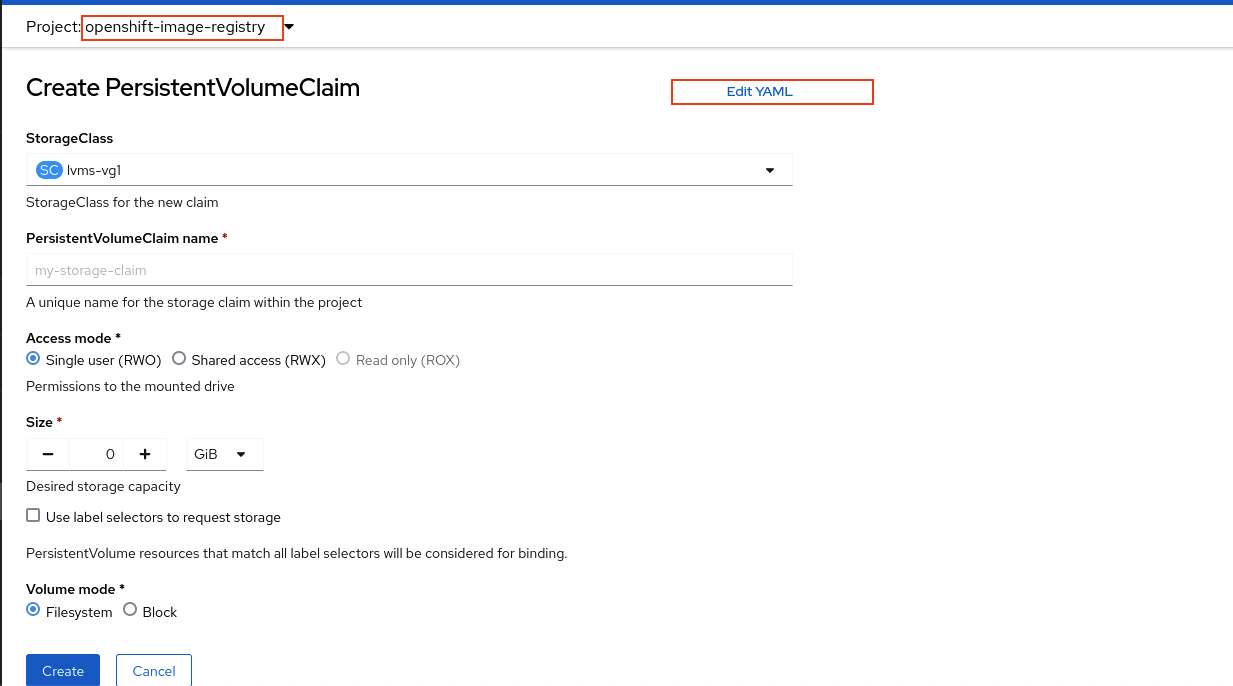 Project: openshift-image-registry
Create PersistentVolumeClaim
Edit YAML
StorageClass
SC lvms-vg1
StorageClass for the new claim
PersistentVolumeClaim name *
my-storage-claim
A unique name for the storage claim within the project
Access mode *
Single user (RWO) Shared access (RWX) Read only (ROX)
Permissions to the mounted drive
Size *
0 GiB
Desired storage capacity
Use label selectors to request storage
PersistentVolume resources that match all label selectors will be considered for binding.
Volume mode *
Filesystem Block
Create Cancel